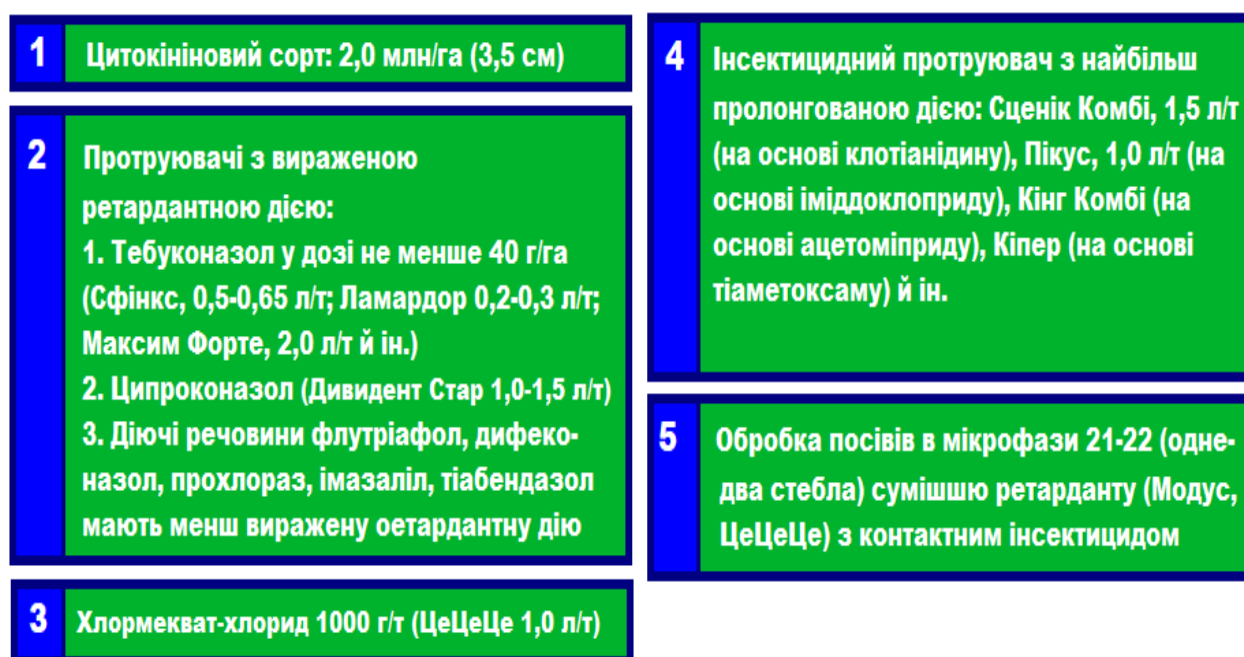 1 Цитокініновий сорт: 2,0 млн/га (3,5 см)
2 Протруювачі з вираженою
ретардантною дією:
1. Тебуконазол у дозі не менше 40 г/га
(Сфінкс, 0,5-0,65 л/т; Ламардор 0,2-0,3 л/т;
Максим Форте, 2,0 л/т й ін.)
2. Ципроконазол (Дивидент Стар 1,0-1,5 л/т)
3. Діючі речовини флутріафол, дифеко-
назол, прохлораз, імазаліл, тіабендазол
мають менш виражену оетардантну дію
3 Хлормекват-хлорид 1000 г/т (ЦеЦеЦе 1,0 л/т)
4 Інсектицидний протруювач з найбільш
пролонгованою дією: Сценік Комбі, 1,5 л/т
(на основі клотіанідину), Пікус, 1,0 л/т (на
основі іміддоклоприду), Кінг Комбі (на
основі ацетоміприду), Кіпер (на основі
тіаметоксаму) й ін.
5 Обробка посівів в мікрофази 21-22 (одне-
два стебла) сумішшю ретарданту (Модус,
ЦеЦеЦе) з контактним інсектицидом